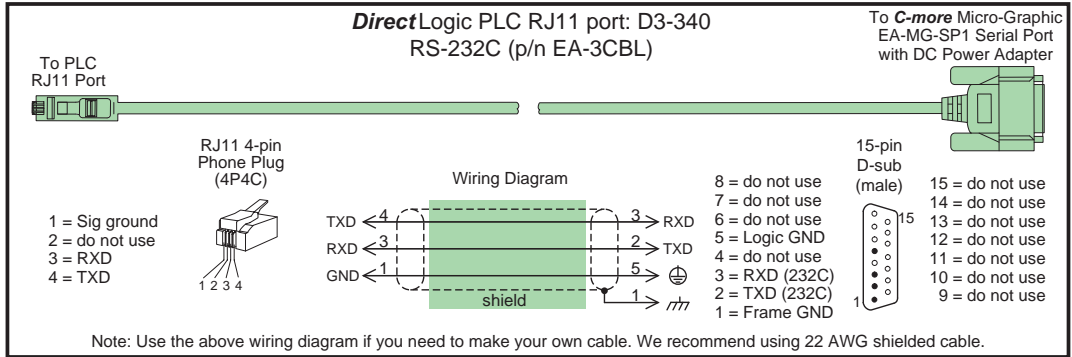 DirectLogic PLC RJ11 port: D3-340
RS-232C (p/n EA-3CBL)
To C-more Micro-Graphic
EA-MG-SP1 Serial Port
with DC Power Adapter
To PLC
RJ11 Port
RJ11 4-pin
Phone Plug
(4P4C)
1 = Sig ground
2 = do not use
3 = RXD
4 = TXD
1 2 3 4
Wiring Diagram
TXD 4 3 RXD
RXD 3 2 TXD
GND 1 5
1
shield
8 = do not use
7 = do not use
6 = do not use
5 = Logic GND
4 = do not use
3 = RXD (232C)
2 = TXD (232C)
1 = Frame GND
15-pin
D-sub
(male)
15
1
15 = do not use
14 = do not use
13 = do not use
12 = do not use
11 = do not use
10 = do not use
9 = do not use
Note: Use the above wiring diagram if you need to make your own cable. We recommend using 22 AWG shielded cable.